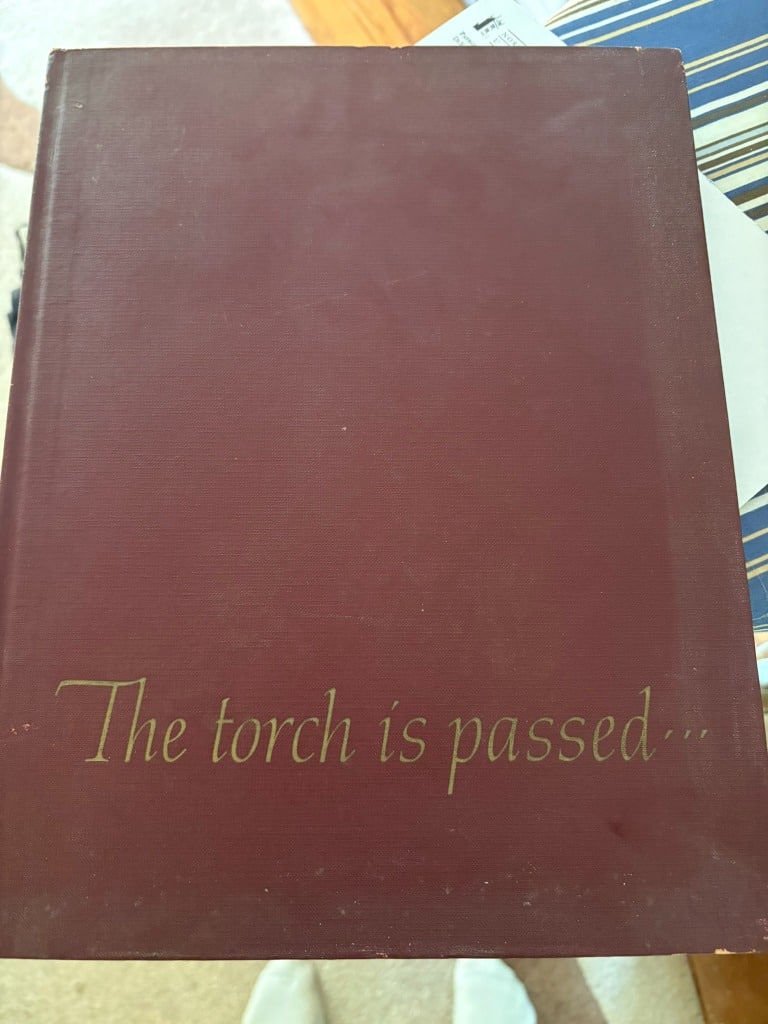 The torch is passed...